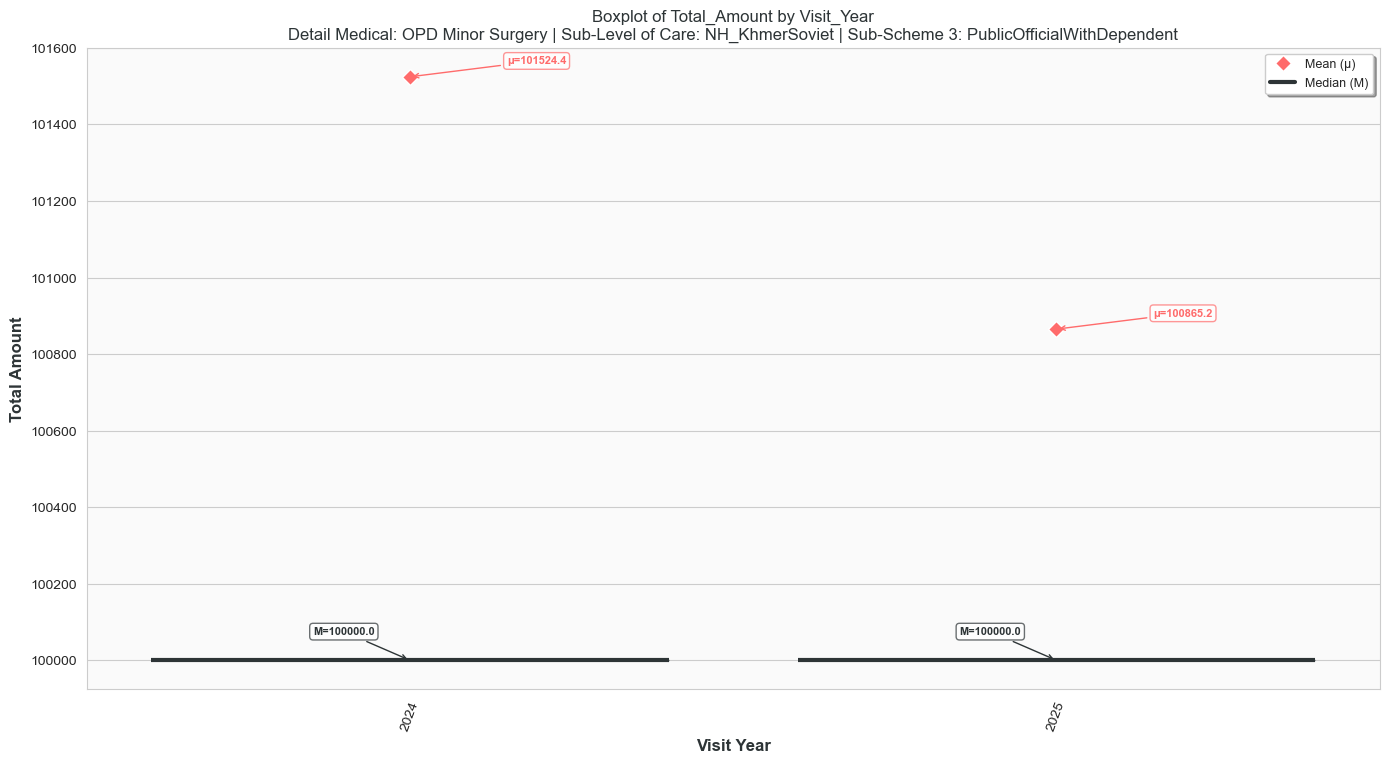 Boxplot of Total_Amount by Visit_Year
Detail Medical: OPD Minor Surgery | Sub-Level of Care: NH_KhmerSoviet | Sub-Scheme 3: PublicOfficialWithDependent
Mean (μ)
Median (M)
Total Amount
101600
101400
101200
101000
100800
100600
100400
100200
100000
μ=101524.4
μ=100865.2
M=100000.0
M=100000.0
2024
2025
Visit Year